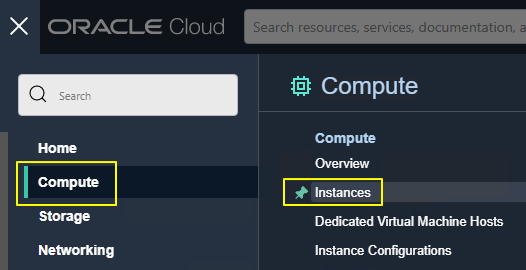 ORACLE Cloud
Search resources, services, documentation, a
Search
Home
Compute
Storage
Networking
Compute
Compute
Overview
Instances
Dedicated Virtual Machine Hosts
Instance Configurations